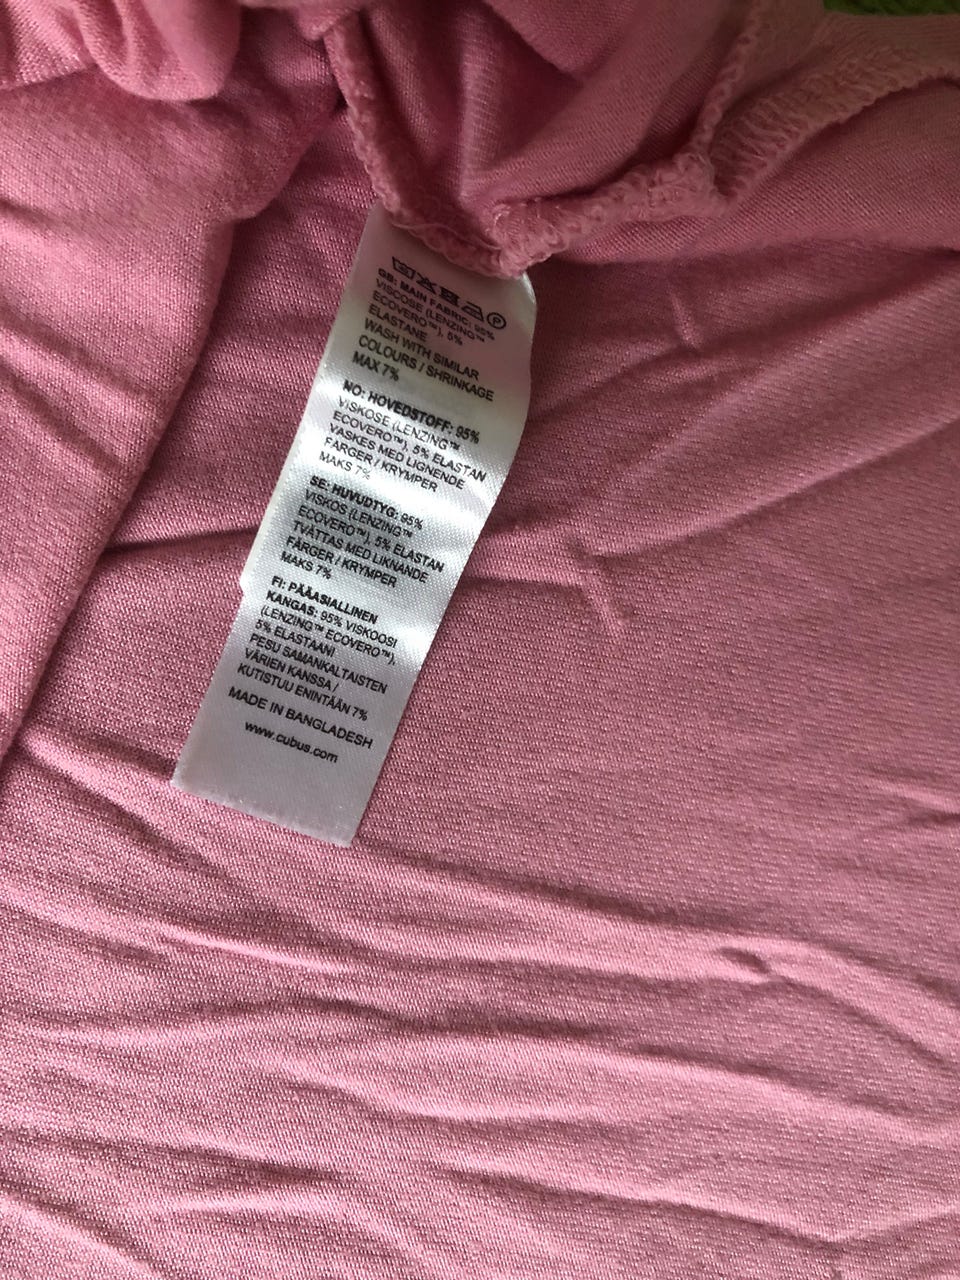 GB: MAIN FABRIC: 95%
VISCOSE (LENZING™
ECOVERO™), 5%
ELASTANE
WASH WITH SIMILAR
COLOURS / SHRINKAGE
MAX 7%
NO: HOVEDSTOFF: 95%
VISKOSE (LENZING™
ECOVERO™), 5% ELASTAN
VASKES MED LIGNENDE
FARGER / KRYMPER
MAKS 7%
SE: HUVUDTYG: 95%
VISKOS (LENZING™
ECOVERO™), 5% ELASTAN
TVÄTTAS MED LIKNANDE
FÄRGER / KRYMPER
MAKS 7%
FI: PÄÄASIALLINEN
KANGAS: 95% VISKOOSI
(LENZING™ ECOVERO™),
5% ELASTAANI
PESU SAMANKALTAISTEN
VÄRIEN KANSSA /
KUTISTUU ENINTÄÄN 7%
MADE IN BANGLADESH
www.cubus.com